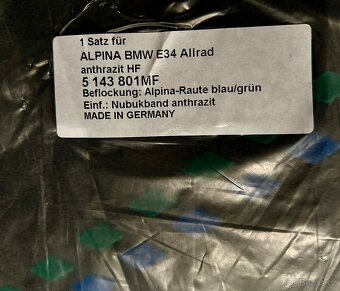 1 Satz für
ALPINA BMW E34 Allrad
anthrazit HF
5 143 801MF
Beflockung: Alpina-Raute blau/grün
Einf.: Nubukband anthrazit
MADE IN GERMANY